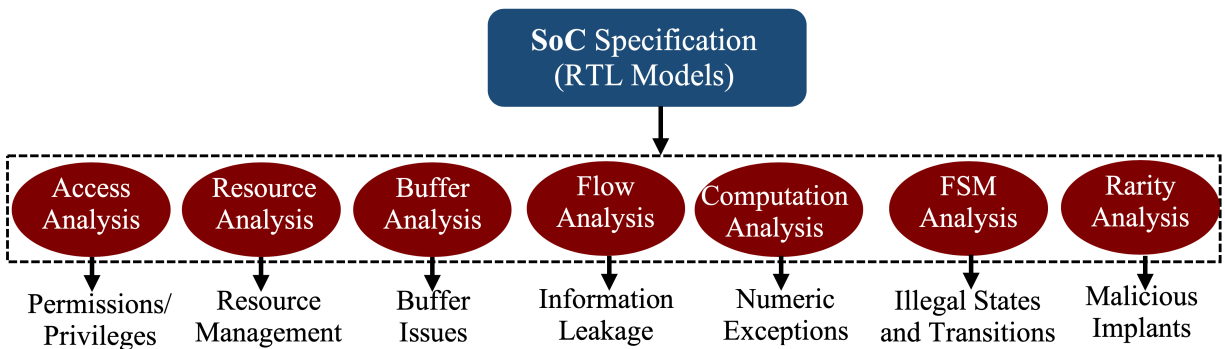 SoC Specification
(RTL Models)
Access
Analysis
Resource
Analysis
Buffer
Analysis
Flow
Analysis
Computation
Analysis
FSM
Analysis
Rarity
Analysis
Permissions/
Privileges
Resource
Management
Buffer
Issues
Information
Leakage
Numeric
Exceptions
Illegal States
and Transitions
Malicious
Implants